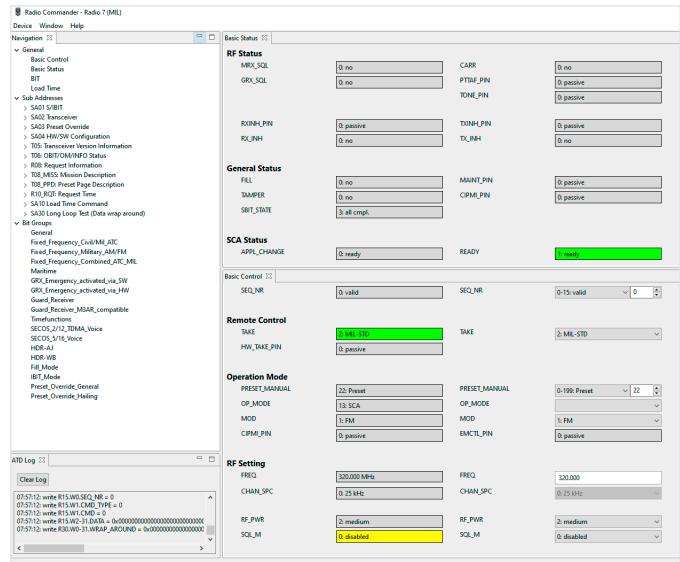 Radio Commander - Radio 7 (MIL)
Device Window Help
Navigation
General
Basic Control
Basic Status
BIT
Load Time
Sub Addresses
SA01 S/IBIT
SA02 Transceiver
SA03 Preset Override
SA04 HW/SW Configuration
T05: Transceiver Version Information
T06: OBIT/OM/INFO Status
R08: Request Information
T08_MISS: Mission Description
T08_PPD: Preset Page Description
R10_RQT: Request Time
SA10 Load Time Command
SA30 Long Loop Test (Data wrap around)
Bit Groups
General
Fixed_Frequency_Civil/Mil_ATC
Fixed_Frequency_Military_AM/FM
Fixed_Frequency_Combined_ATC_MIL
Maritime
GRX_Emergency_activated_via_SW
GRX_Emergency_activated_via_HW
Guard_Receiver
Guard_Receiver_M3AR_compatible
Timefunctions
SECOS_2/12_TDMA_Voice
SECOS_5/16_Voice
HDR-AJ
HDR-WB
Fill_Mode
IBIT_Mode
Preset_Override_General
Preset_Override_Hailing
ATD Log
Clear Log
07:57:12: write R15.W0.SEQ_NR = 0
07:57:12: write R15.W1.CMD_TYPE = 0
07:57:12: write R15.W1.CMD = 0
07:57:12: write R15.W2-31.DATA = 0x0000000000000000000000000
07:57:12: write R30.W0-31.WRAP_AROUND = 0x00000000000000
Basic Status
RF Status
MRX_SQL 0: no CARR 0: no
GRX_SQL 0: no PTTAF_PIN 0: passive
TONE_PIN 0: passive
RXINH_PIN 0: passive TXINH_PIN 0: passive
RX_INH 0: no TX_INH 0: no
General Status
FILL 0: no MAINT_PIN 0: passive
TAMPER 0: no CIPMI_PIN 0: passive
SBIT_STATE 3: all cmpl.
SCA Status
APPL_CHANGE 0: ready READY 1: ready
Basic Control
SEQ_NR 0: valid SEQ_NR 0-15: valid 0
Remote Control
TAKE 2: MIL-STD TAKE 2: MIL-STD
HW_TAKE_PIN 0: passive
Operation Mode
PRESET_MANUAL 22: Preset PRESET_MANUAL 0-199: Preset 22
OP_MODE 13: SCA OP_MODE
MOD 1: FM MOD 1: FM
CIPMI_PIN 0: passive EMCTL_PIN 0: passive
RF Setting
FREQ 320.000 MHz FREQ 320.000
CHAN_SPC 0: 25 kHz CHAN_SPC 0: 25 kHz
RF_PWR 2: medium RF_PWR 2: medium
SQL_M 0: disabled SQL_M 0: disabled